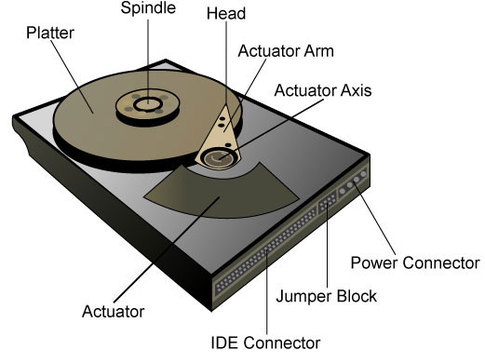 Spindle
Head
Platter
Actuator Arm
Actuator Axis
Power Connector
Jumper Block
Actuator
IDE Connector